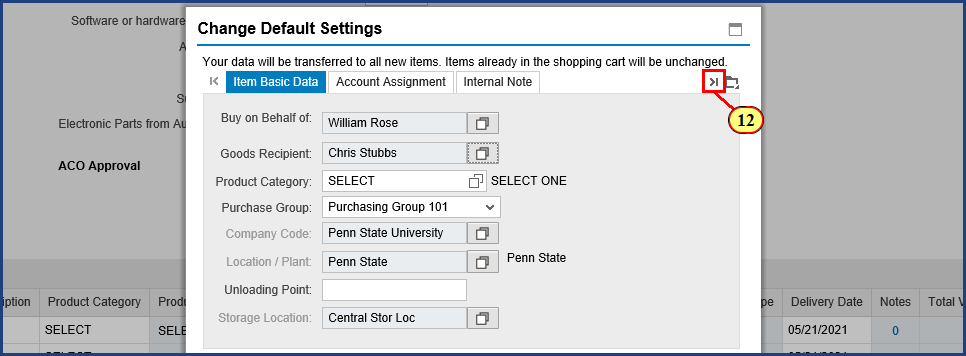 Software or hardware
Change Default Settings
Your data will be transferred to all new items. Items already in the shopping cart will be unchanged.
Item Basic Data Account Assignment Internal Note
12
Buy on Behalf of: William Rose
Goods Recipient: Chris Stubbs
Product Category: SELECT SELECT ONE
Purchase Group: Purchasing Group 101
Company Code: Penn State University
Location / Plant: Penn State Penn State
Unloading Point:
Storage Location: Central Stor Loc
Electronic Parts from Au
ACO Approval
iption Product Category Produ pe Delivery Date Notes Total V
SELECT SELE 05/21/2021 0